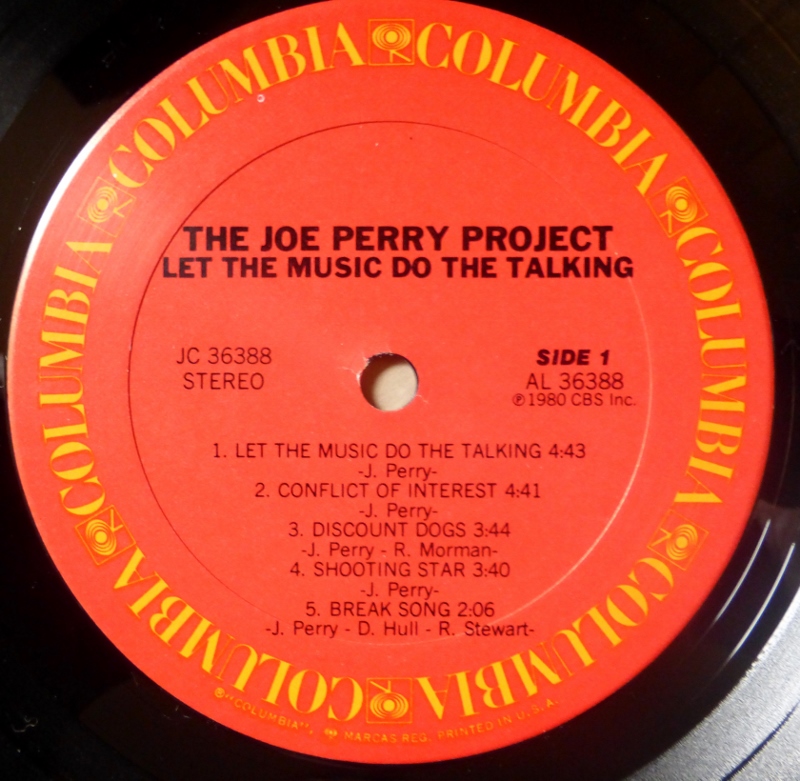 COLUMBIA COLUMBIA COLUMBIA COLUMBIA COLUMBIA COLUMBIA
THE JOE PERRY PROJECT
LET THE MUSIC DO THE TALKING
JC 36388
STEREO
SIDE 1
AL 36388
℗1980 CBS Inc.
1. LET THE MUSIC DO THE TALKING 4:43
-J. Perry-
2. CONFLICT OF INTEREST 4:41
-J. Perry-
3. DISCOUNT DOGS 3:44
-J. Perry - R. Morman-
4. SHOOTING STAR 3:40
-J. Perry-
5. BREAK SONG 2:06
-J. Perry - D. Hull - R. Stewart-
®"COLUMBIA", MARCAS REG. PRINTED IN U.S.A.